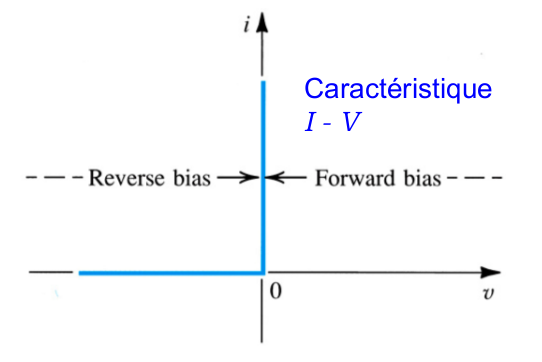 i
Caractéristique
I - V
Reverse bias
Forward bias
0
v